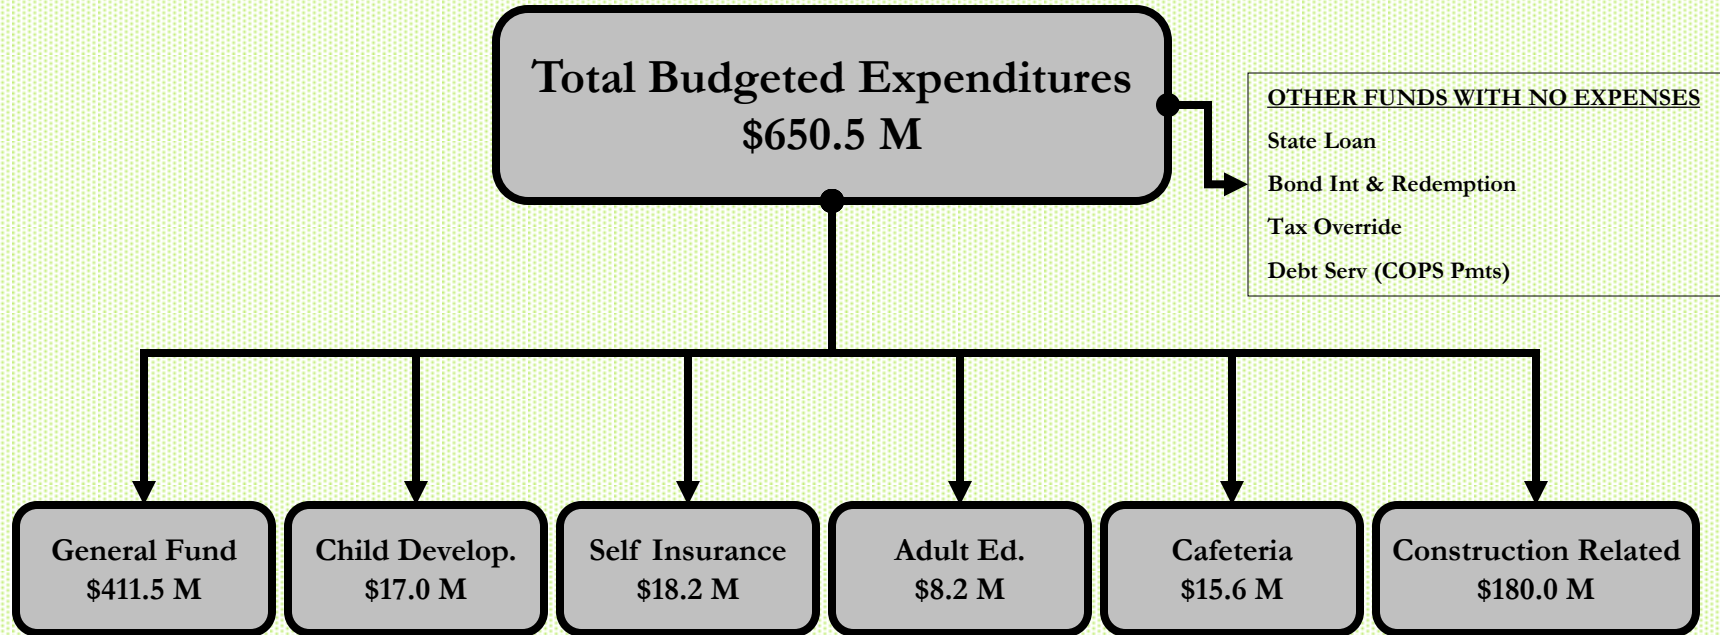 Total Budgeted Expenditures
$650.5 M
OTHER FUNDS WITH NO EXPENSES
State Loan
Bond Int & Redemption
Tax Override
Debt Serv (COPS Pmts)
General Fund
$411.5 M
Child Develop.
$17.0 M
Self Insurance
$18.2 M
Adult Ed.
$8.2 M
Cafeteria
$15.6 M
Construction Related
$180.0 M